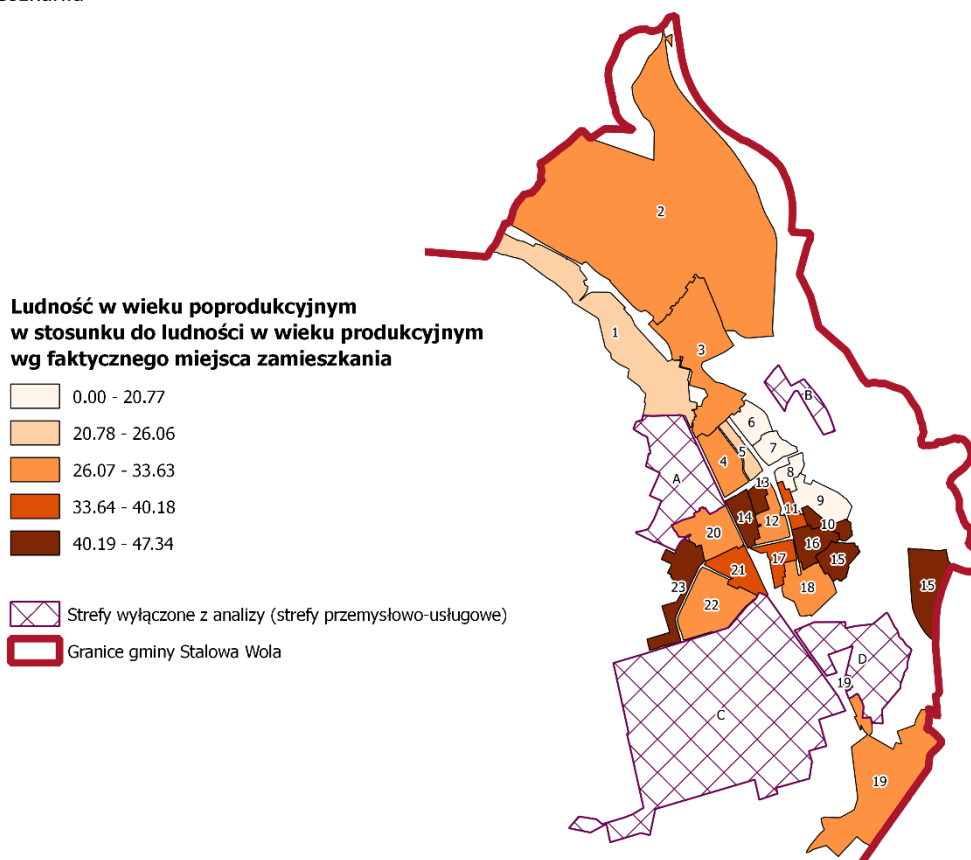 Ludność w wieku poprodukcyjnym
w stosunku do ludności w wieku produkcyjnym
wg faktycznego miejsca zamieszkania
0.00 - 20.77
20.78 - 26.06
26.07 - 33.63
33.64 - 40.18
40.19 - 47.34
Strefy wyłączone z analizy (strefy przemysłowo-usługowe)
Granice gminy Stalowa Wola
2
1
3
B
6
7
5
4
8
13
A
9
11
14
12
10
20
16
17
15
21
23
15
18
22
D
19
C
19